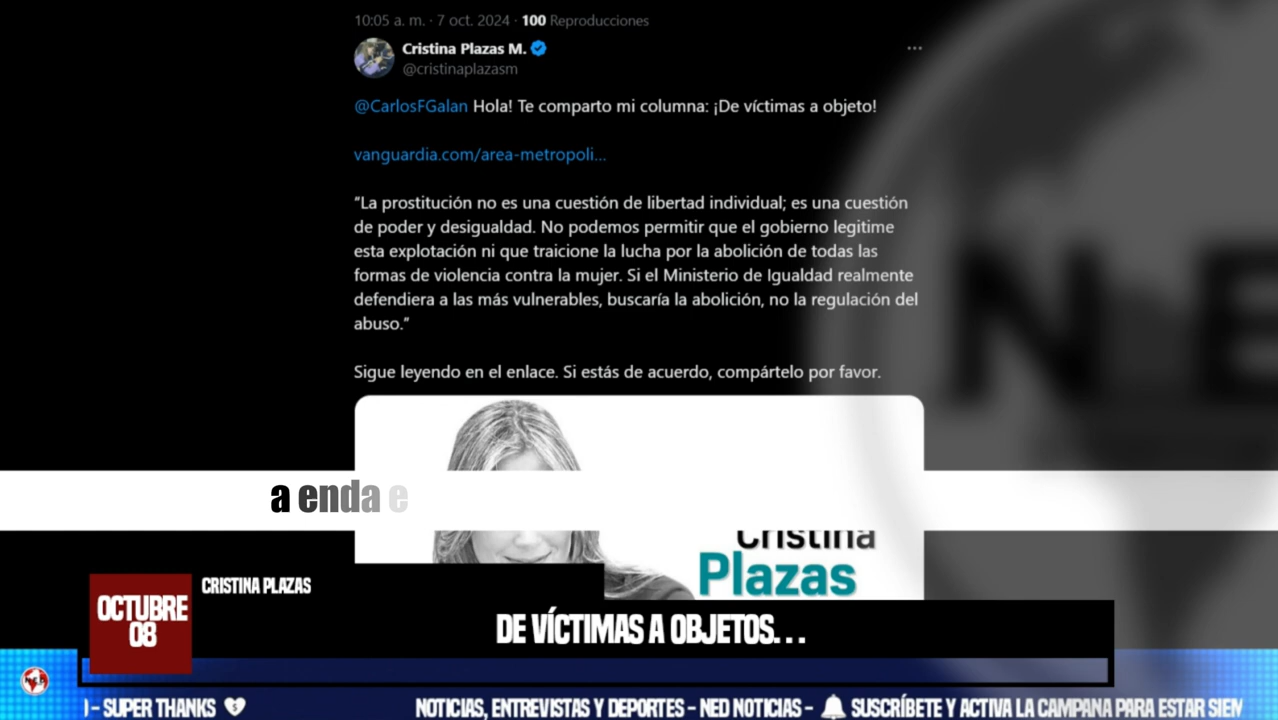 10:05 a. m. · 7 oct. 2024 · 100 Reproducciones
Cristina Plazas M.
@cristinaplazasm
@CarlosFGalan Hola! Te comparto mi columna: ¡De víctimas a objeto!
vanguardia.com/area-metropoli...
"La prostitución no es una cuestión de libertad individual; es una cuestión
de poder y desigualdad. No podemos permitir que el gobierno legitime
esta explotación ni que traicione la lucha por la abolición de todas las
formas de violencia contra la mujer. Si el Ministerio de Igualdad realmente
defendiera a las más vulnerables, buscaría la abolición, no la regulación del
abuso."
Sigue leyendo en el enlace. Si estás de acuerdo, compártelo por favor.
N E
a enda e
Cristina
Plazas
CRISTINA PLAZAS
OCTUBRE
08
DE VÍCTIMAS A OBJETOS...
) - SUPER THANKS
NOTICIAS, ENTREVISTAS Y DEPORTES - NED NOTICIAS -
SUSCRÍBETE Y ACTIVA LA CAMPANA PARA ESTAR SIEM